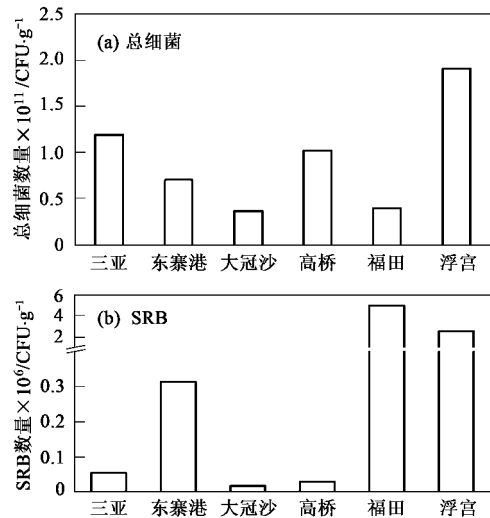 总细菌数量×10¹¹/CFU·g⁻¹
2.5
2.0
1.5
1.0
0.5
0
(a) 总细菌
三亚 东寨港 大冠沙 高桥 福田 浮宫
SRB数量×10⁶/CFU·g⁻¹
6
4
2
0.3
0.2
0.1
0
(b) SRB
三亚 东寨港 大冠沙 高桥 福田 浮宫